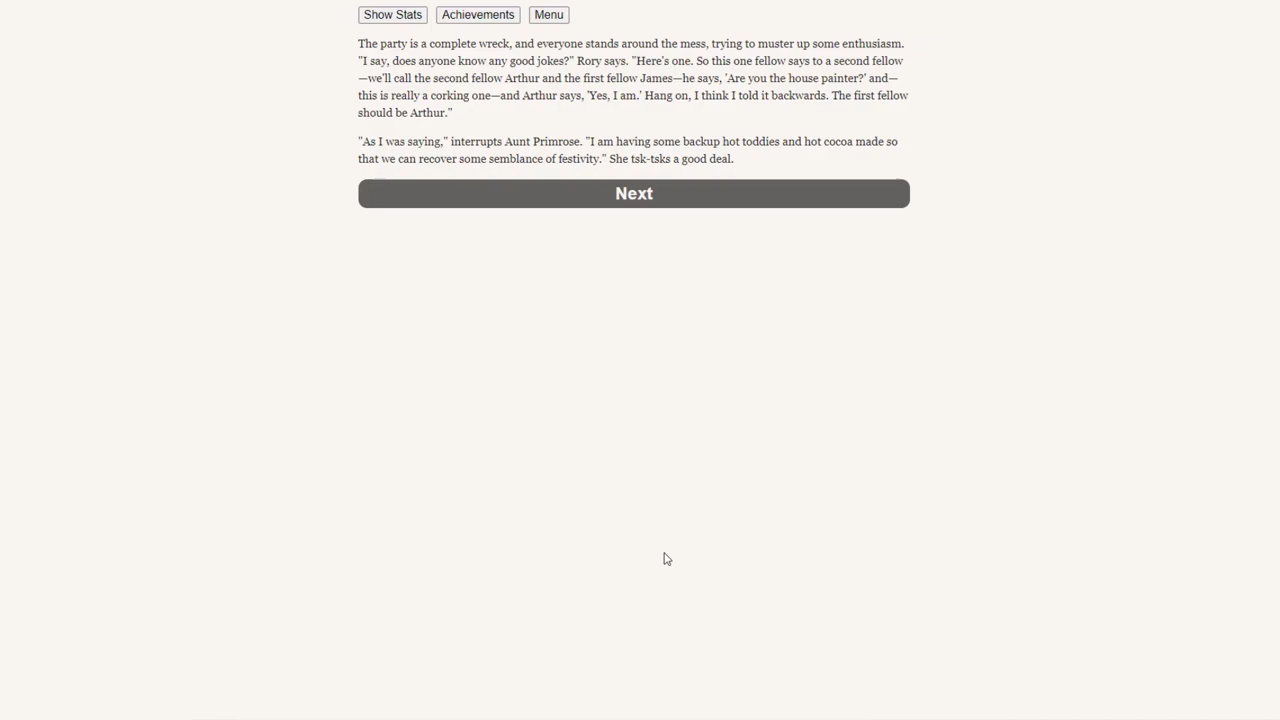 Show Stats Achievements Menu
The party is a complete wreck, and everyone stands around the mess, trying to muster up some enthusiasm.
"I say, does anyone know any good jokes?" Rory says. "Here's one. So this one fellow says to a second fellow
—we'll call the second fellow Arthur and the first fellow James—he says, 'Are you the house painter?' and—
this is really a corking one—and Arthur says, 'Yes, I am.' Hang on, I think I told it backwards. The first fellow
should be Arthur."
"As I was saying," interrupts Aunt Primrose. "I am having some backup hot toddies and hot cocoa made so
that we can recover some semblance of festivity." She tsk-tsks a good deal.
Next